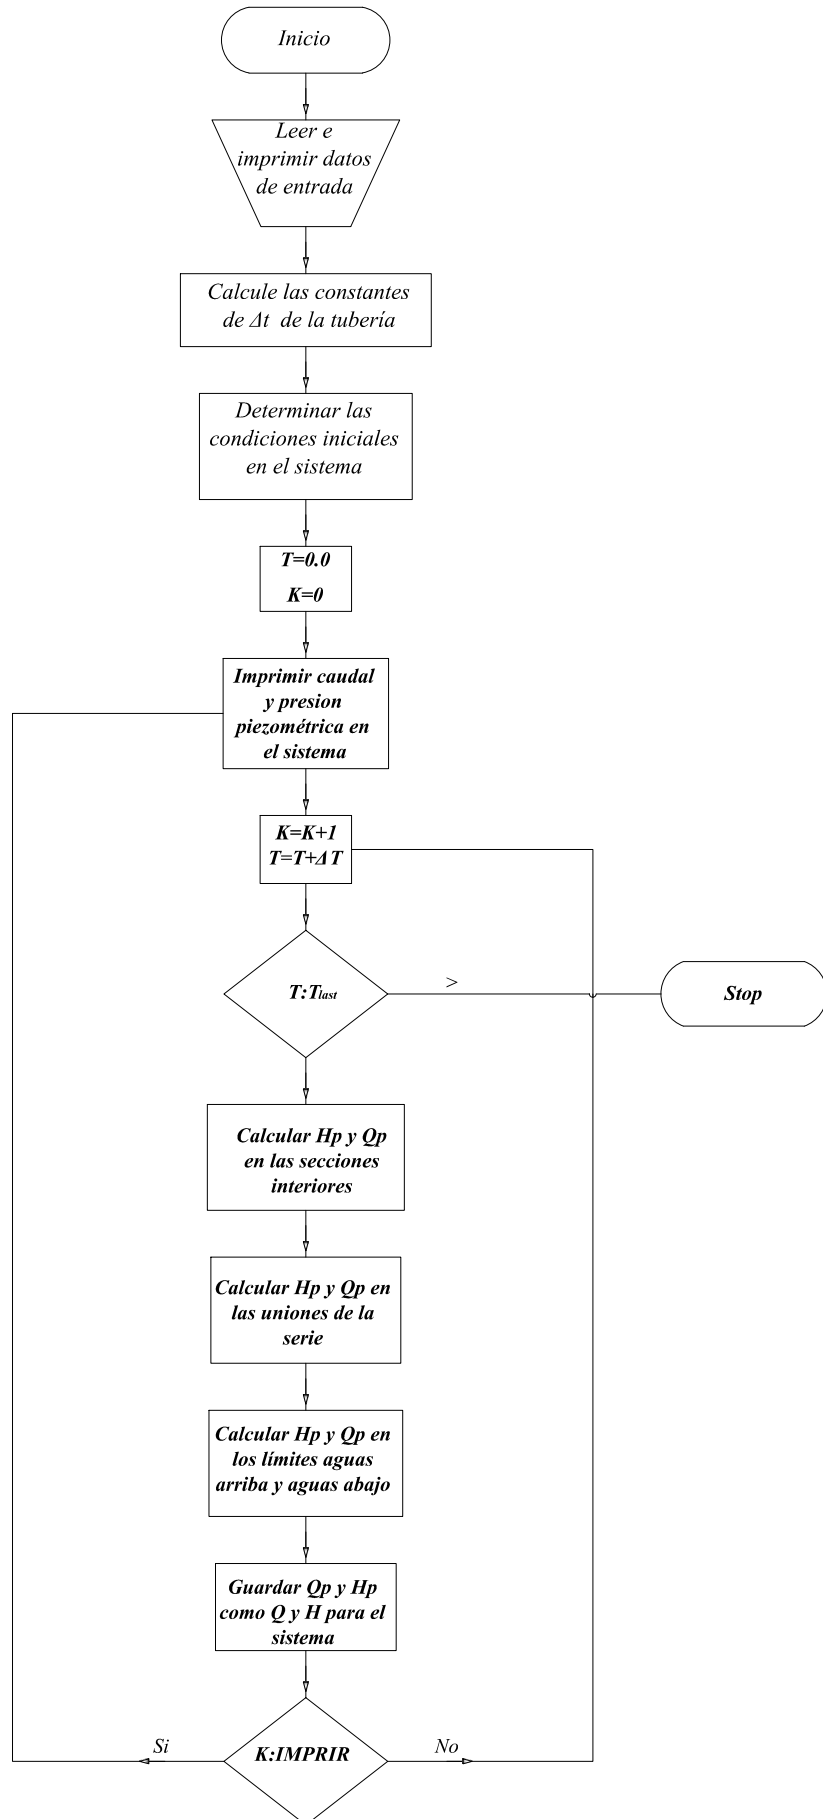 Inicio
Leer e
imprimir datos
de entrada
Calcule las constantes
de Δt de la tubería
Determinar las
condiciones iniciales
en el sistema
T=0.0
K=0
Imprimir caudal
y presion
piezométrica en
el sistema
K=K+1
T=T+ΔT
T:Tlast
>
Stop
Calcular Hp y Qp
en las secciones
interiores
Calcular Hp y Qp en
las uniones de la
serie
Calcular Hp y Qp en
los límites aguas
arriba y aguas abajo
Guardar Qp y Hp
como Q y H para el
sistema
Si
K:IMPRIR
No